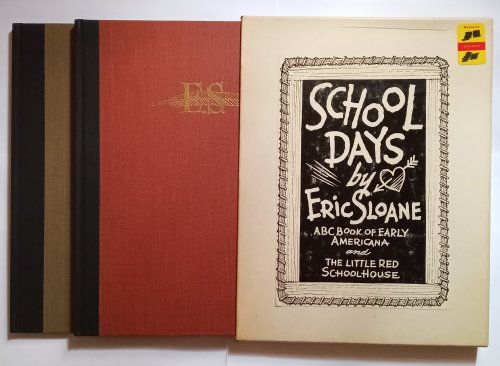 E.S
SCHOOL
DAYS
by
ERIC SLOANE
ABC BOOK OF EARLY
AMERICANA
and
THE LITTLE RED
SCHOOLHOUSE